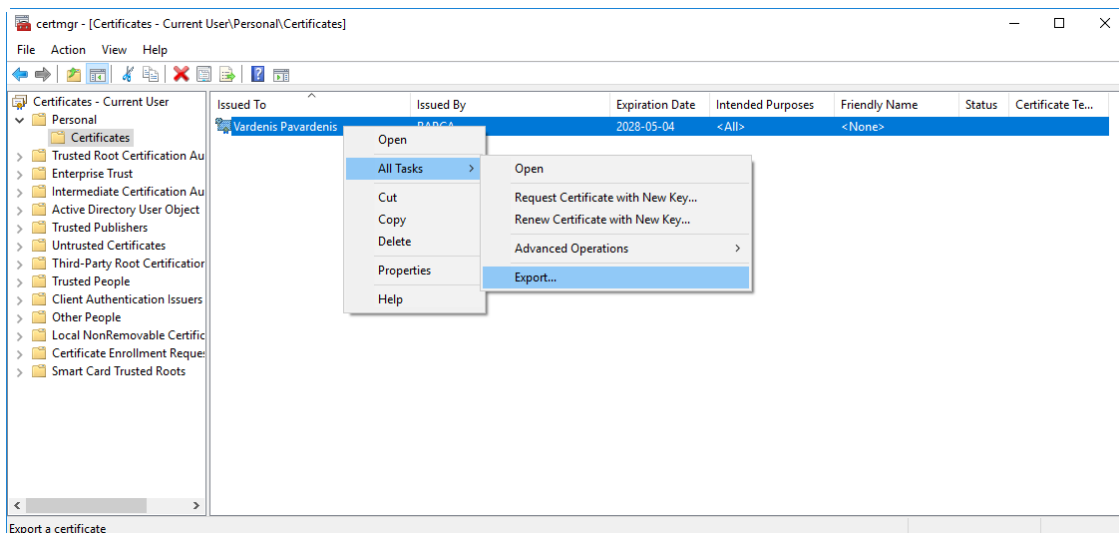 certmgr - [Certificates - Current User\Personal\Certificates]
File Action View Help
Certificates - Current User
Personal
Certificates
Trusted Root Certification Au
Enterprise Trust
Intermediate Certification Au
Active Directory User Object
Trusted Publishers
Untrusted Certificates
Third-Party Root Certification
Trusted People
Client Authentication Issuers
Other People
Local NonRemovable Certific
Certificate Enrollment Reques
Smart Card Trusted Roots
Issued To Issued By Expiration Date Intended Purposes Friendly Name Status Certificate Te...
Vardenis Pavardenis BARCA 2028-05-04 <All> <None>
Open
All Tasks >
Cut
Copy
Delete
Properties
Help
Open
Request Certificate with New Key...
Renew Certificate with New Key...
Advanced Operations >
Export...
Export a certificate